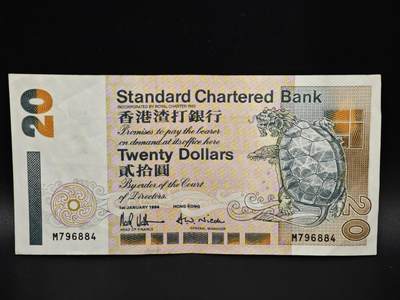 20
Standard Chartered Bank
INCORPORATED BY ROYAL CHARTER 1853
香港渣打銀行
Promises to pay the bearer
on demand at its office here
Twenty Dollars
貳拾圓
By order of the Court
of Directors.
1ST JANUARY 1994 HONG KONG
HEAD OF FINANCE GENERAL MANAGER
M796884
M796884
20